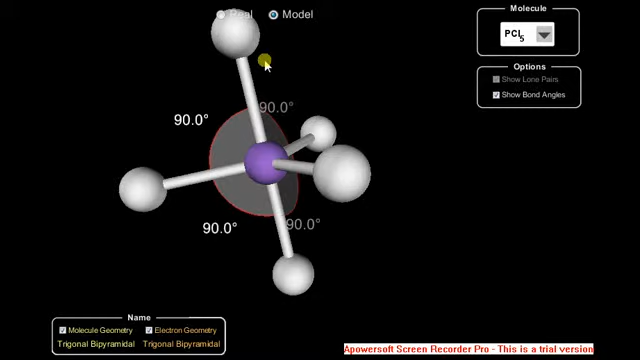 Real
Model
Molecule
PCl5
Options
Show Lone Pairs
Show Bond Angles
90.0°
90.0°
90.0°
90.0°
Name
Molecule Geometry
Electron Geometry
Trigonal Bipyramidal
Trigonal Bipyramidal
Apowersoft Screen Recorder Pro - This is a trial version